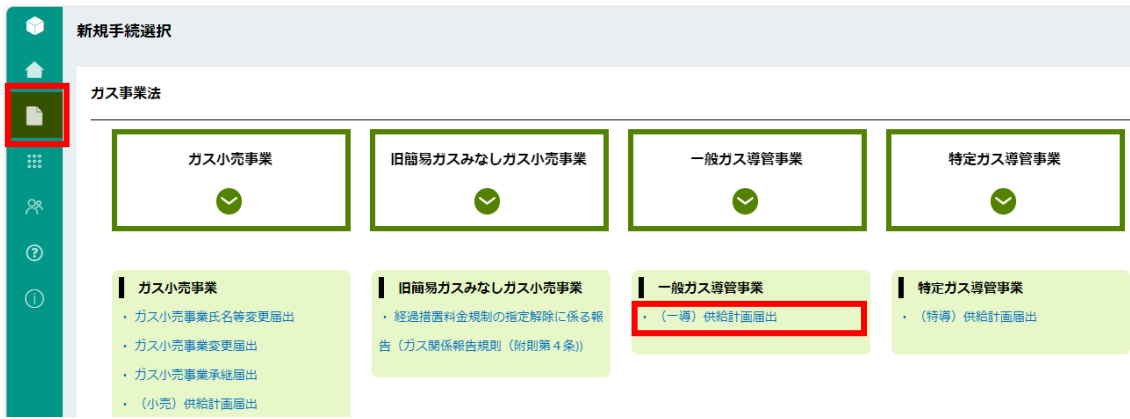 新規手続選択
ガス事業法
ガス小売事業
旧簡易ガスみなしガス小売事業
一般ガス導管事業
特定ガス導管事業
ガス小売事業
・ ガス小売事業氏名等変更届出
・ ガス小売事業変更届出
・ ガス小売事業承継届出
・ （小売）供給計画届出
旧簡易ガスみなしガス小売事業
・ 経過措置料金規制の指定解除に係る報
告（ガス関係報告規則（附則第４条））
一般ガス導管事業
・ （一導）供給計画届出
特定ガス導管事業
・ （特導）供給計画届出